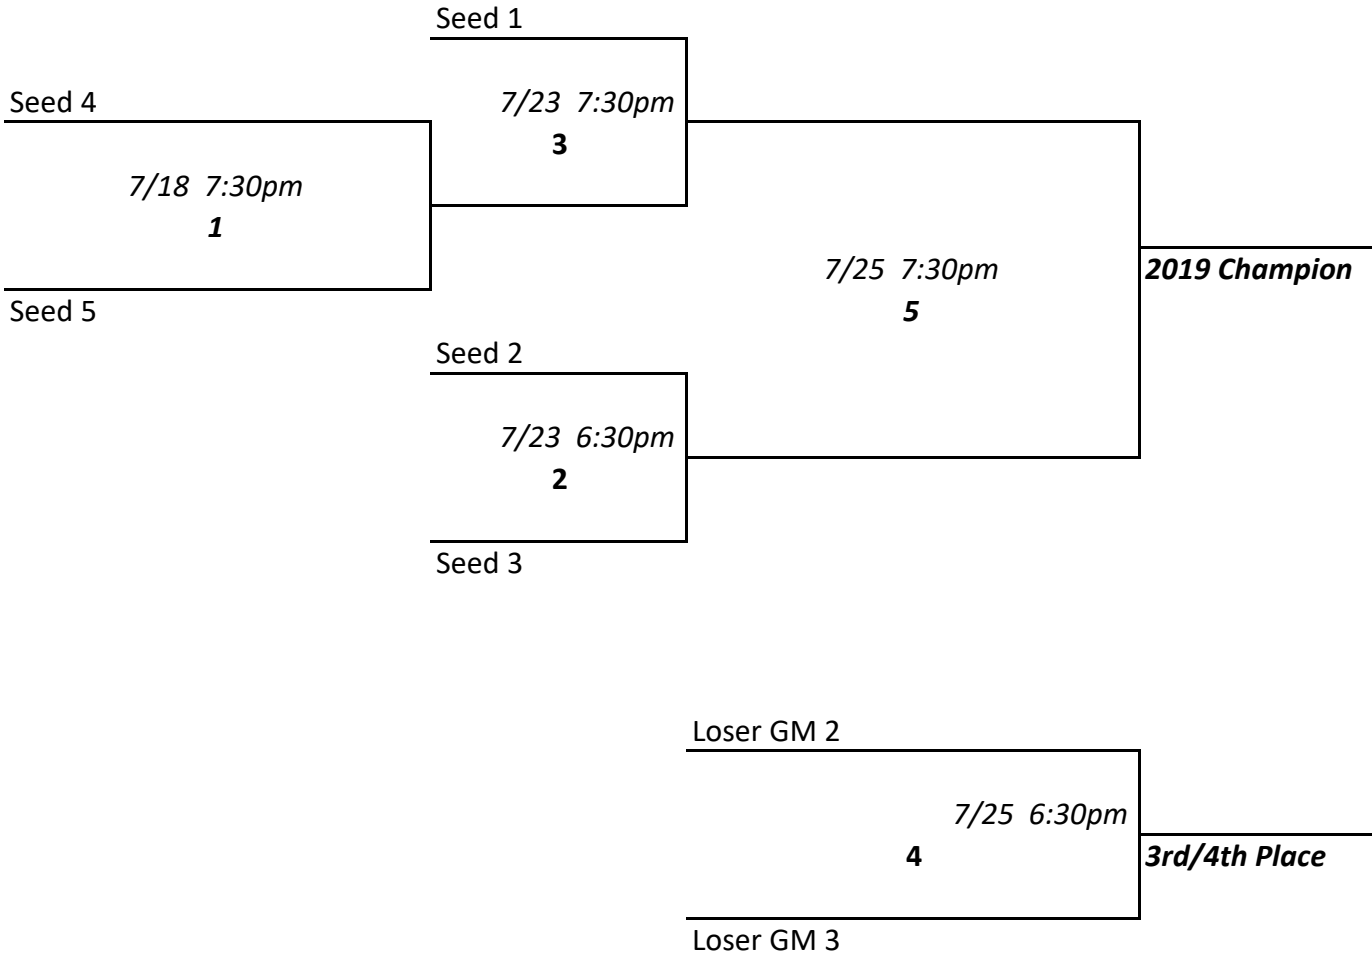 Seed 1
Seed 4
7/23 7:30pm
3
7/18 7:30pm
1
7/25 7:30pm
2019 Champion
Seed 5
5
Seed 2
7/23 6:30pm
2
Seed 3
Loser GM 2
7/25 6:30pm
4
3rd/4th Place
Loser GM 3